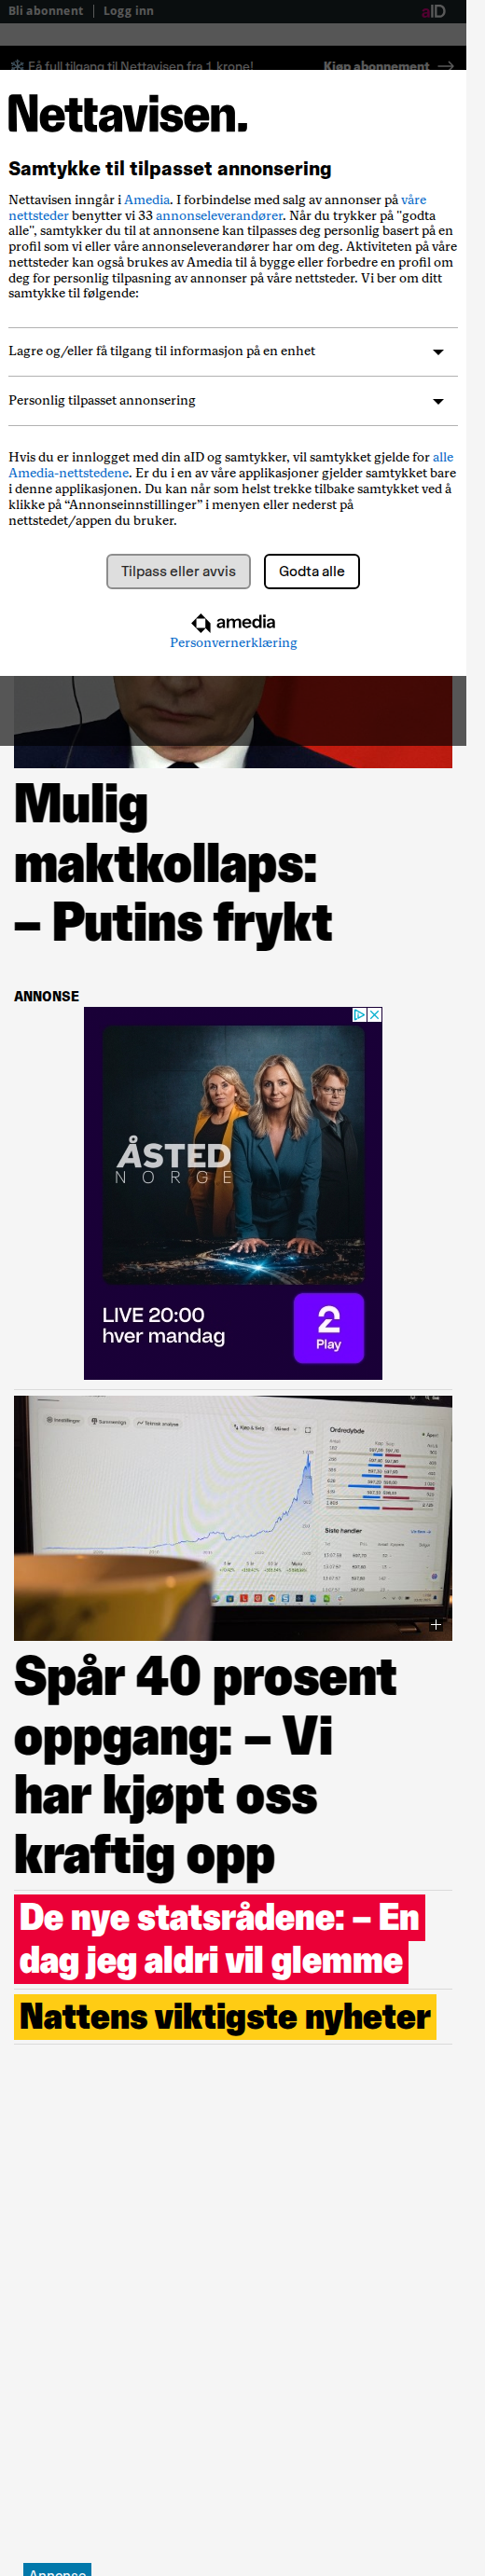 Bli abonnent
Logg inn
aID
Få full tilgang til Nettavisen fra 1 krone!
Kjøp abonnement
Nettavisen.
Samtykke til tilpasset annonsering
Nettavisen inngår i Amedia. I forbindelse med salg av annonser på våre
nettsteder benytter vi 33 annonseleverandører. Når du trykker på "godta
alle", samtykker du til at annonsene kan tilpasses deg personlig basert på en
profil som vi eller våre annonseleverandører har om deg. Aktiviteten på våre
nettsteder kan også brukes av Amedia til å bygge eller forbedre en profil om
deg for personlig tilpasning av annonser på våre nettsteder. Vi ber om ditt
samtykke til følgende:
Lagre og/eller få tilgang til informasjon på en enhet
Personlig tilpasset annonsering
Hvis du er innlogget med din aID og samtykker, vil samtykket gjelde for alle
Amedia-nettstedene. Er du i en av våre applikasjoner gjelder samtykket bare
i denne applikasjonen. Du kan når som helst trekke tilbake samtykket ved å
klikke på “Annonseinnstillinger” i menyen eller nederst på
nettstedet/appen du bruker.
Tilpass eller avvis
Godta alle
amedia
Personvernerklæring
Mulig
maktkollaps:
– Putins frykt
ANNONSE
ÅSTED
NORGE
LIVE 20:00
hver mandag
2
Play
Innstillinger
Sammenlign
Teknisk analyse
Kjøp & Selg
Måned
Ordredybde
Siste handler
Spår 40 prosent
oppgang: – Vi
har kjøpt oss
kraftig opp
De nye statsrådene: – En
dag jeg aldri vil glemme
Nattens viktigste nyheter
Annonse